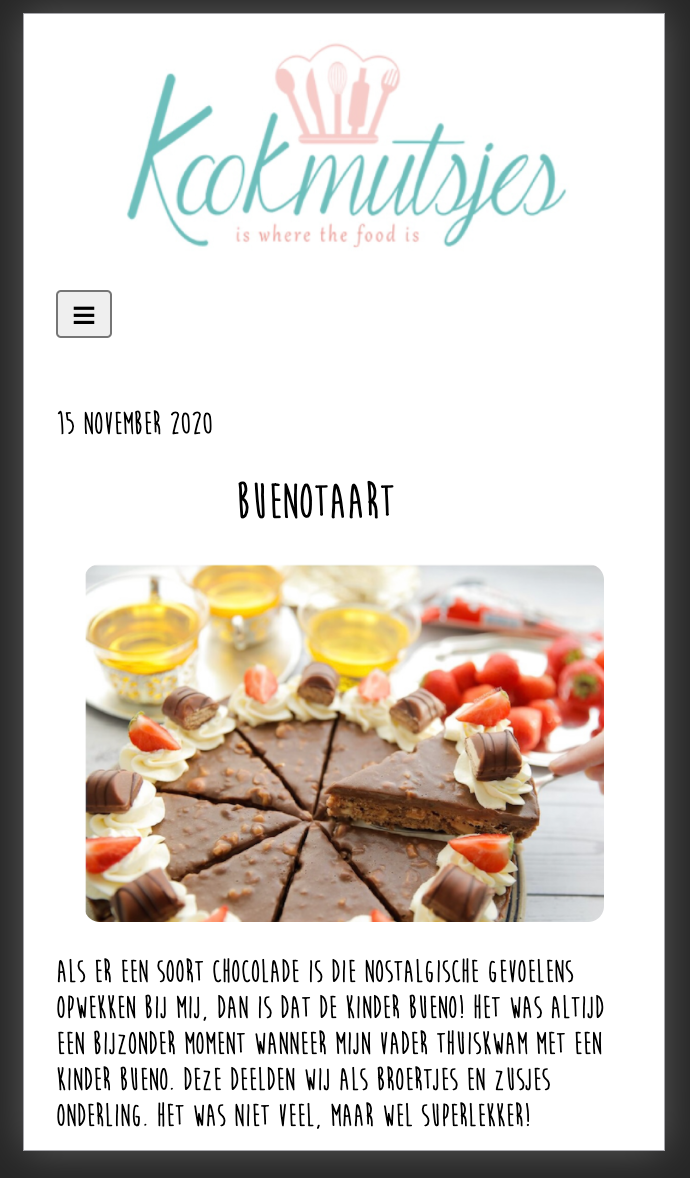 Kookmutsjes
is where the food is
15 NOVEMBER 2020
BUENOTAART
ALS ER EEN SOORT CHOCOLADE IS DIE NOSTALGISCHE GEVOELENS
OPWEKKEN BIJ MIJ, DAN IS DAT DE KINDER BUENO! HET WAS ALTIJD
EEN BIJZONDER MOMENT WANNEER MIJN VADER THUISKWAM MET EEN
KINDER BUENO. DEZE DEELDEN WIJ ALS BROERTJES EN ZUSJES
ONDERLING. HET WAS NIET VEEL, MAAR WEL SUPERLEKKER!